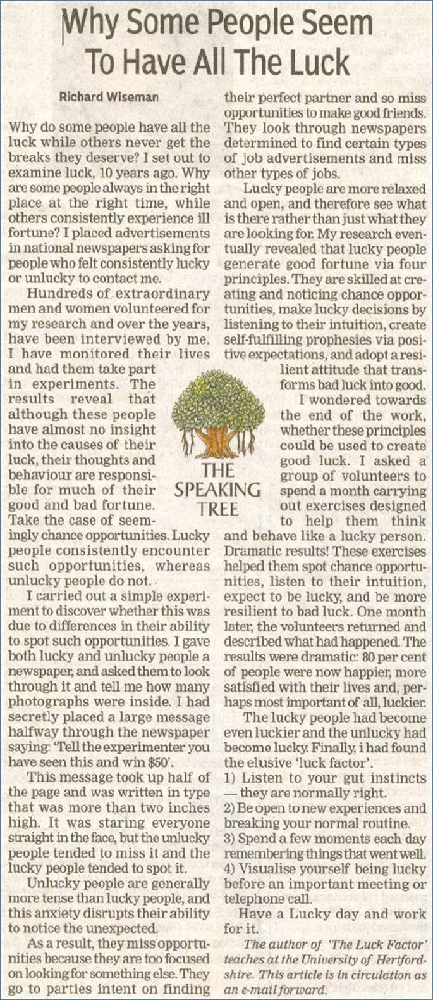 Why Some People Seem
To Have All The Luck
Richard Wiseman
Why do some people have all the
luck while others never get the
breaks they deserve? I set out to
examine luck, 10 years ago. Why
are some people always in the right
place at the right time, while
others consistently experience ill
fortune? I placed advertisements
in national newspapers asking for
people who felt consistently lucky
or unlucky to contact me.
Hundreds of extraordinary
men and women volunteered for
my research and over the years,
have been interviewed by me.
I have monitored their lives
and had them take part
in experiments. The
results reveal that
although these people
have almost no insight
into the causes of their
luck, their thoughts and
behaviour are responsi-
ble for much of their
good and bad fortune.
Take the case of seem-
ingly chance opportunities. Lucky
people consistently encounter
such opportunities, whereas
unlucky people do not.
I carried out a simple experi-
ment to discover whether this was
due to differences in their ability
to spot such opportunities. I gave
both lucky and unlucky people a
newspaper, and asked them to look
through it and tell me how many
photographs were inside. I had
secretly placed a large message
halfway through the newspaper
saying: 'Tell the experimenter you
have seen this and win $50'.
This message took up half of
the page and was written in type
that was more than two inches
high. It was staring everyone
straight in the face, but the unlucky
people tended to miss it and the
lucky people tended to spot it.
Unlucky people are generally
more tense than lucky people, and
this anxiety disrupts their ability
to notice the unexpected.
As a result, they miss opportu-
nities because they are too focused
on looking for something else. They
go to parties intent on finding
their perfect partner and so miss
opportunities to make good friends.
They look through newspapers
determined to find certain types
of job advertisements and miss
other types of jobs.
Lucky people are more relaxed
and open, and therefore see what
is there rather than just what they
are looking for. My research even-
tually revealed that lucky people
generate good fortune via four
principles. They are skilled at cre-
ating and noticing chance oppor-
tunities, make lucky decisions by
listening to their intuition, create
self-fulfilling prophesies via posi-
tive expectations, and adopt a resi-
lient attitude that trans-
forms bad luck into good.
I wondered towards
the end of the work,
whether these principles
could be used to create
good luck. I asked a
group of volunteers to
spend a month carrying
out exercises designed
to help them think
and behave like a lucky person.
Dramatic results! These exercises
helped them spot chance opportu-
nities, listen to their intuition,
expect to be lucky, and be more
resilient to bad luck. One month
later, the volunteers returned and
described what had happened. The
results were dramatic: 80 per cent
of people were now happier, more
satisfied with their lives and, per-
haps most important of all, luckier.
The lucky people had become
even luckier and the unlucky had
become lucky. Finally, i had found
the elusive 'luck factor'.
1) Listen to your gut instincts
— they are normally right.
2) Be open to new experiences and
breaking your normal routine.
3) Spend a few moments each day
remembering things that went well.
4) Visualise yourself being lucky
before an important meeting or
telephone call.
Have a Lucky day and work
for it.
The author of 'The Luck Factor'
teaches at the University of Hertford-
shire. This article is in circulation as
an e-mail forward.
THE
SPEAKING
TREE